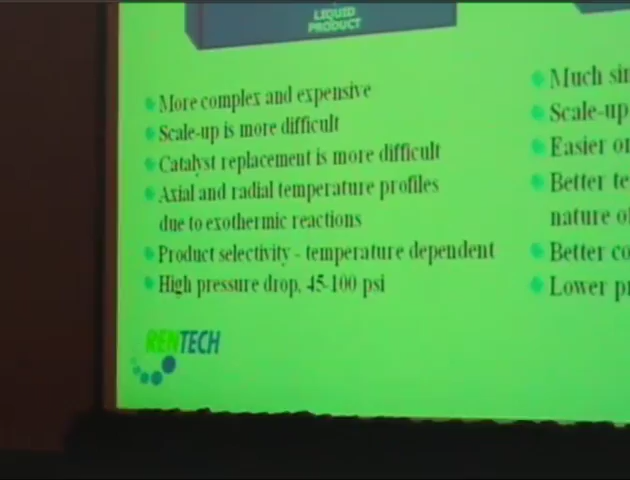 LIQUID
PRODUCT
More complex and expensive
Scale-up is more difficult
Catalyst replacement is more difficult
Axial and radial temperature profiles
due to exothermic reactions
Product selectivity - temperature dependent
High pressure drop, 45-100 psi
Much
Scale-up
Easier
Better
nature
Better
Lower
RENTECH